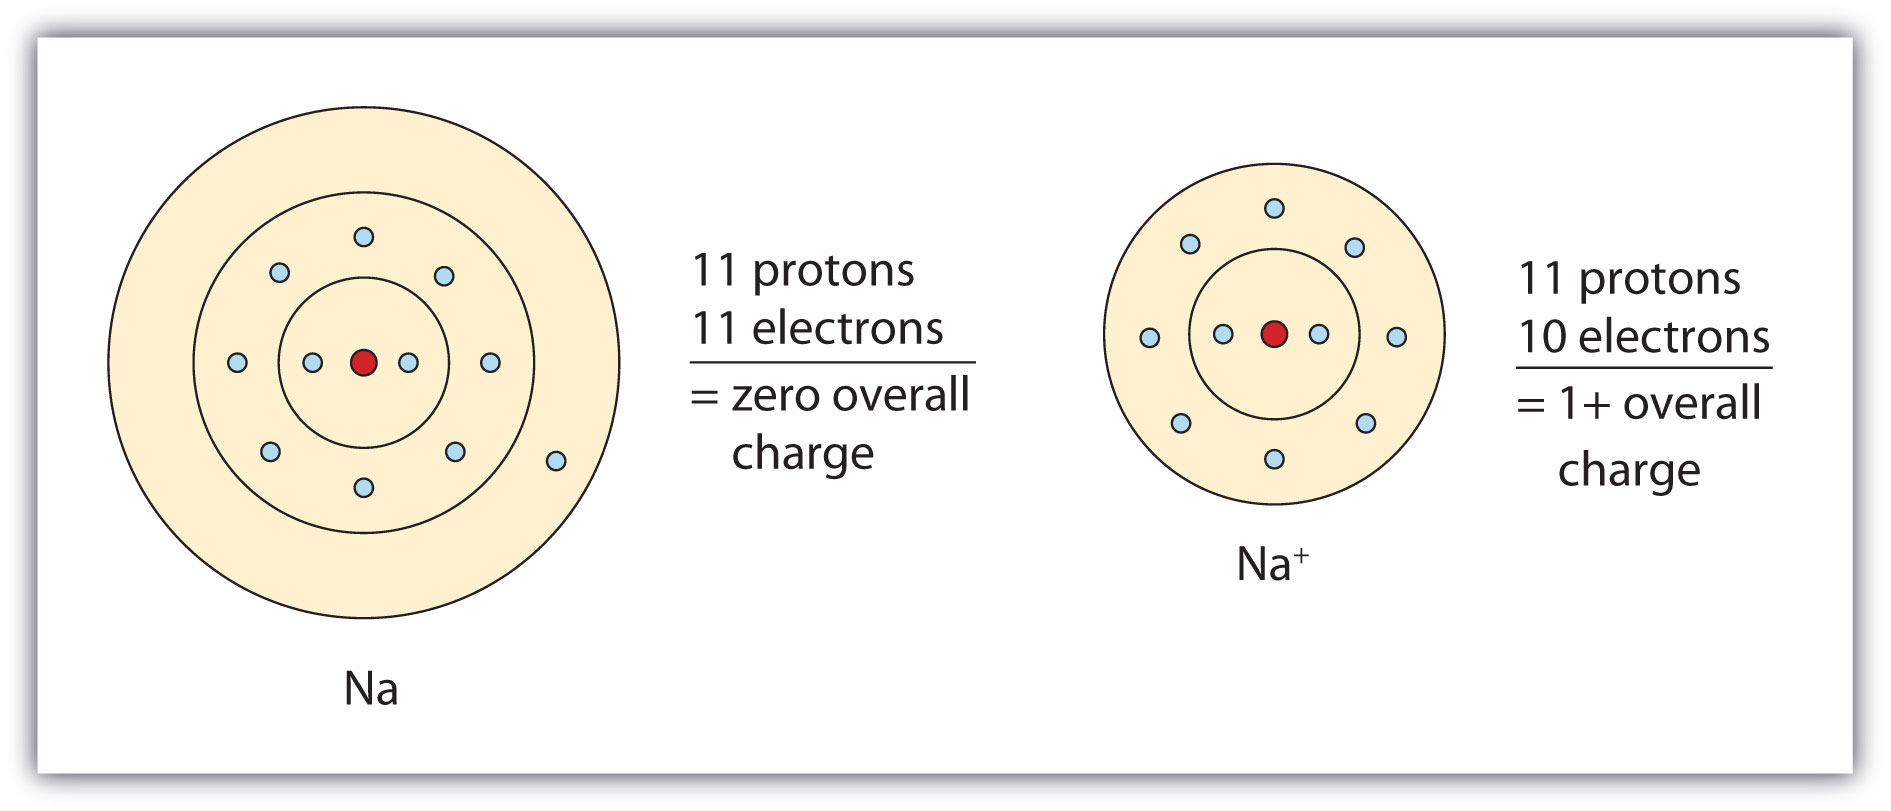 11 protons
11 electrons
= zero overall
charge
Na
11 protons
10 electrons
= 1+ overall
charge
Na⁺